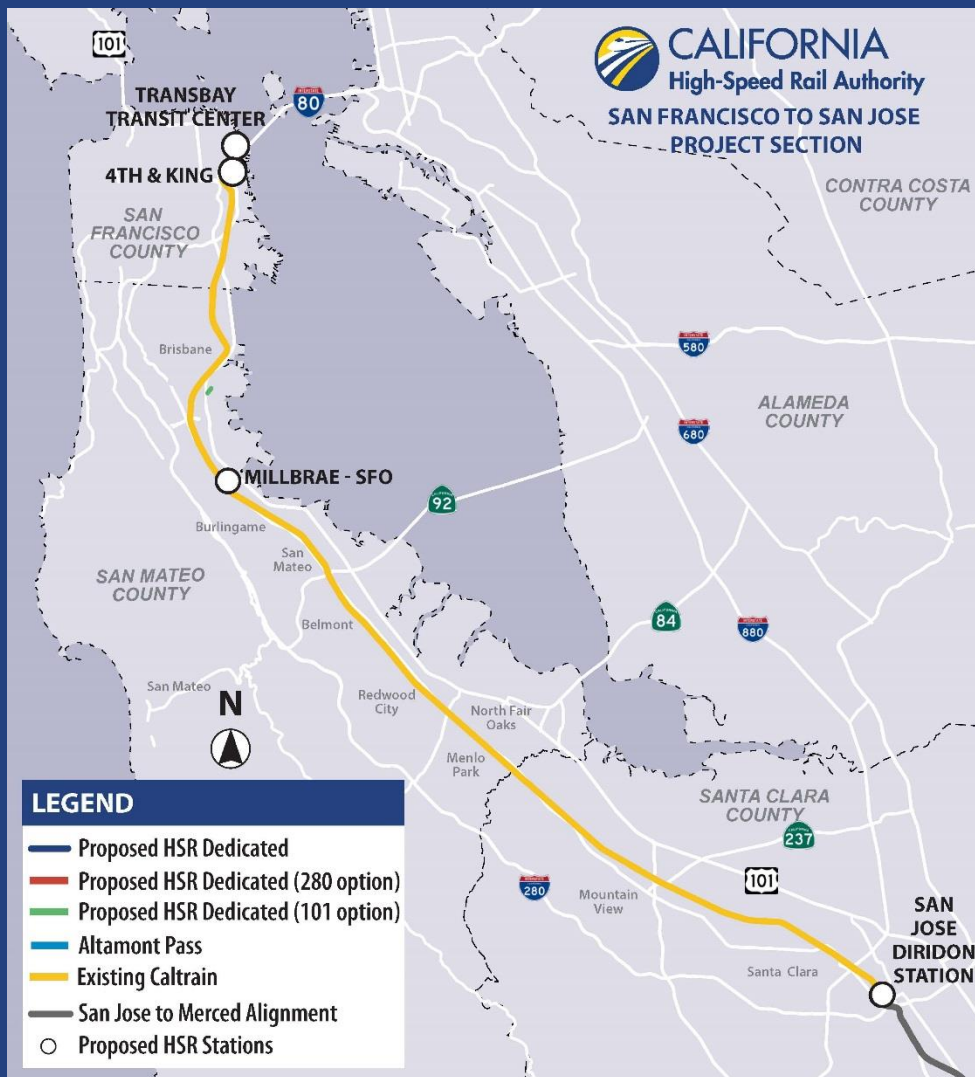 101
CALIFORNIA
High-Speed Rail Authority
SAN FRANCISCO TO SAN JOSE
PROJECT SECTION
TRANSBAY
TRANSIT CENTER
80
4TH & KING
CONTRA COSTA
COUNTY
SAN
FRANCISCO
COUNTY
580
Brisbane
ALAMEDA
COUNTY
680
MILLBRAE - SFO
92
Burlingame
San
Mateo
SAN MATEO
COUNTY
Belmont
84
880
San Mateo
Redwood
City
North Fair
Oaks
N
Menlo
Park
SANTA CLARA
COUNTY
237
101
280
Mountain
View
SAN
JOSE
DIRIDON
STATION
Santa Clara
LEGEND
Proposed HSR Dedicated
Proposed HSR Dedicated (280 option)
Proposed HSR Dedicated (101 option)
Altamont Pass
Existing Caltrain
San Jose to Merced Alignment
Proposed HSR Stations